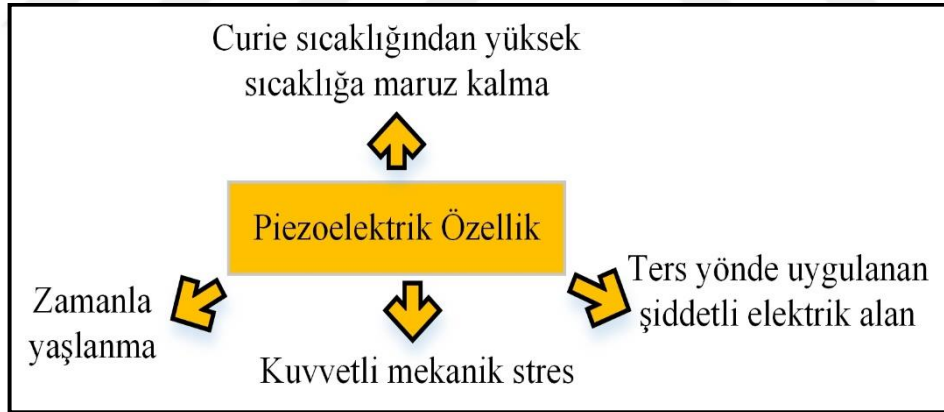 Curie sıcaklığından yüksek
sıcaklığa maruz kalma
Piezoelektrik Özellik
Zamanla
yaşlanma
Kuvvetli mekanik stres
Ters yönde uygulanan
şiddetli elektrik alan